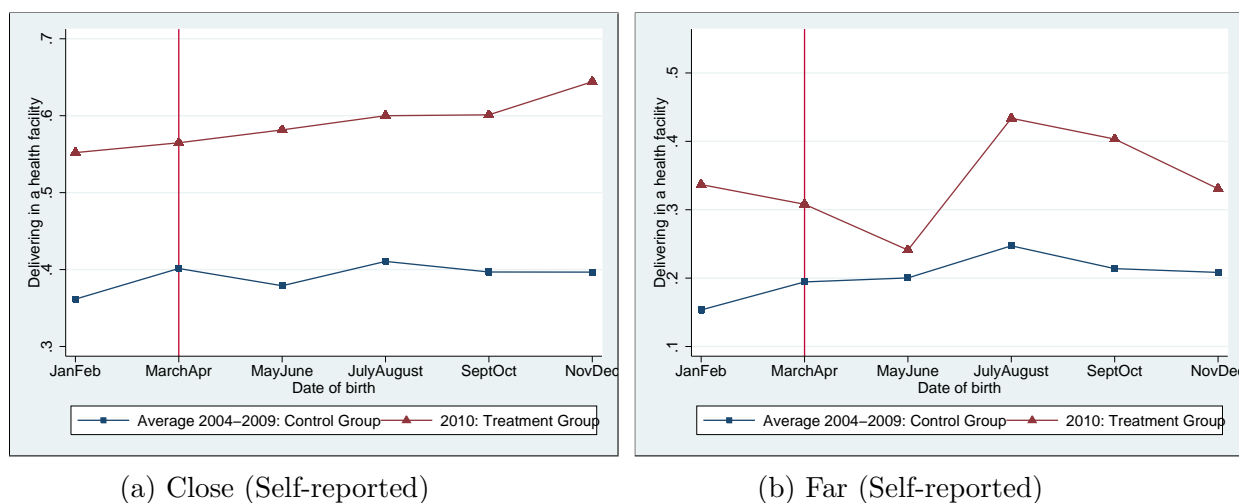 Delivering in a health facility
.7
.6
.5
.4
.3
JanFeb MarchApr MayJune JulyAugust SeptOct NovDec
Date of birth
Average 2004–2009: Control Group 2010: Treatment Group
(a) Close (Self-reported)
Delivering in a health facility
.5
.4
.3
.2
.1
JanFeb MarchApr MayJune JulyAugust SeptOct NovDec
Date of birth
Average 2004–2009: Control Group 2010: Treatment Group
(b) Far (Self-reported)